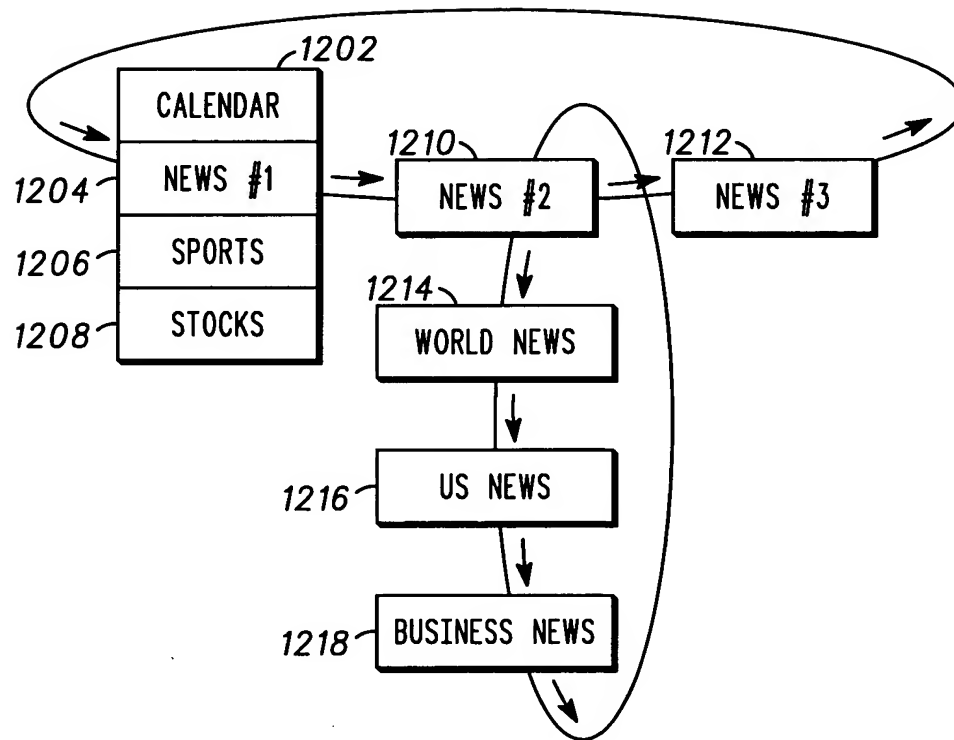 1202
CALENDAR
1210
1212
1204
NEWS #1
NEWS #2
NEWS #3
1206
SPORTS
1214
1208
STOCKS
WORLD NEWS
1216
US NEWS
1218
BUSINESS NEWS